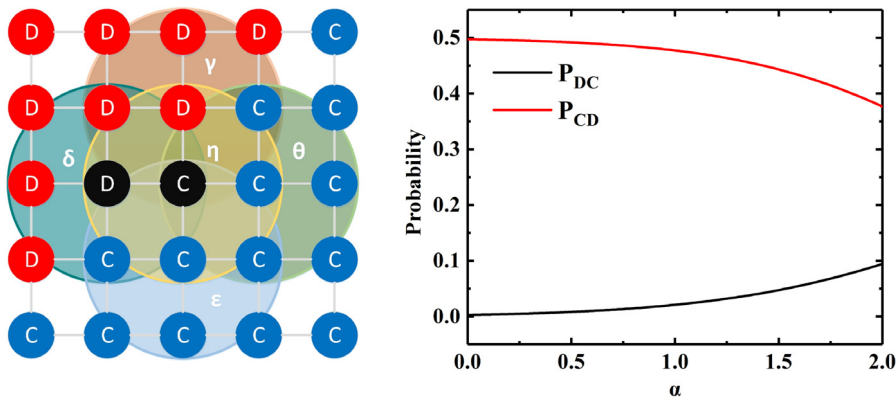 D D D D C
γ
D D D C C
δ η θ
D D C C C
D C C C C
ε
C C C C C
0.5
0.4
0.3
0.2
0.1
0.0
Probability
P_DC
P_CD
0.0 0.5 1.0 1.5 2.0
α